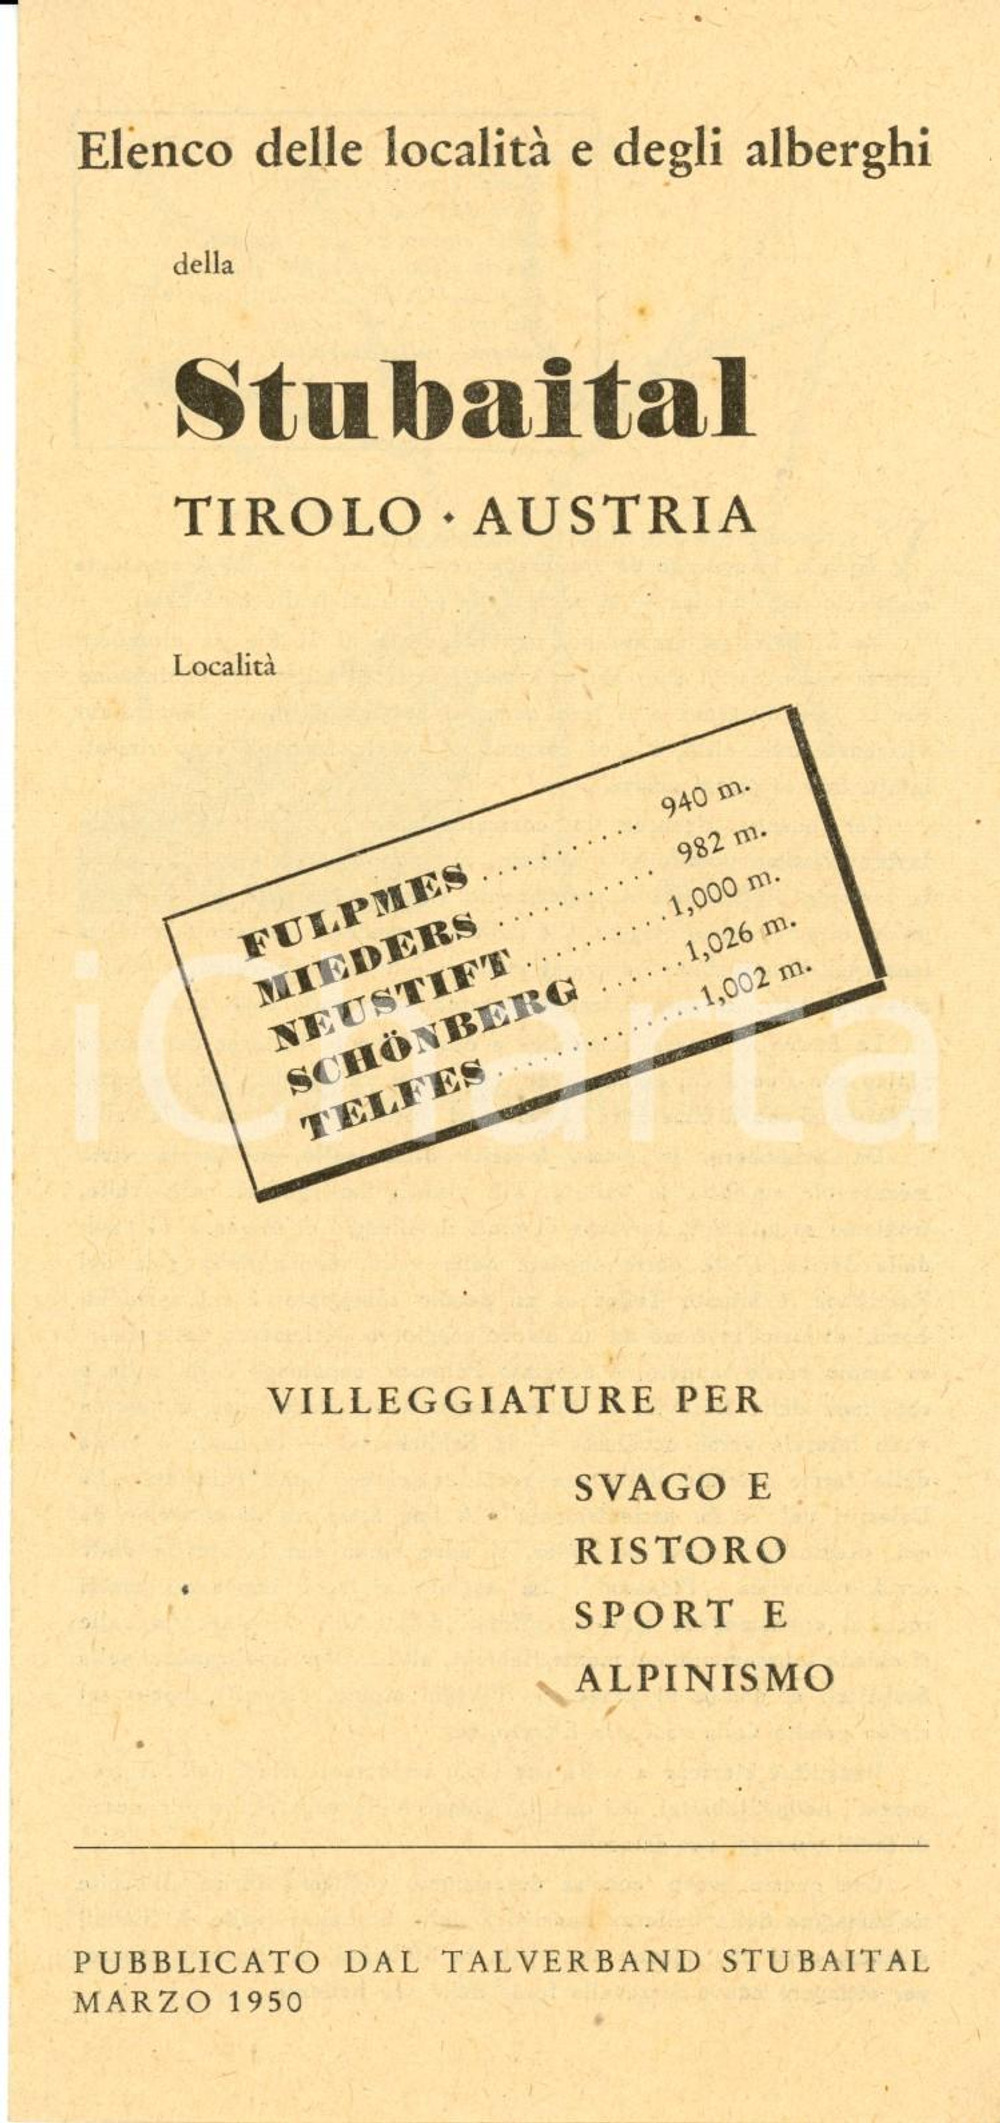 Elenco delle località e degli alberghi
della
Stubaital
TIROLO · AUSTRIA
Località
FULPMES .......... 940 m.
MIEDERS .......... 982 m.
NEUSTIFT .......... 1,000 m.
SCHÖNBERG ...... 1,026 m.
TELFES .............. 1,002 m.
iCharta
VILLEGGIATURE PER
SVAGO E
RISTORO
SPORT E
ALPINISMO
PUBBLICATO DAL TALVERBAND STUBAITAL
MARZO 1950